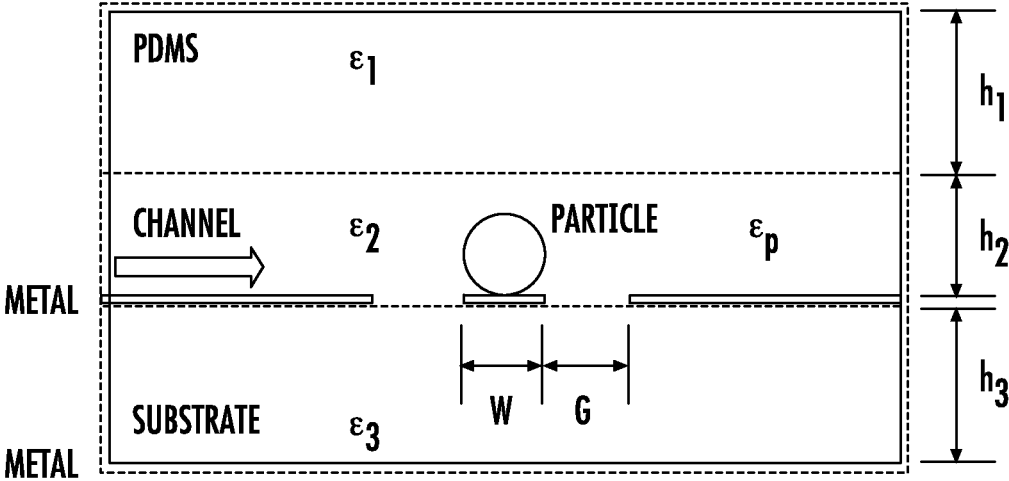 PDMS
ε1
h1
CHANNEL
ε2
PARTICLE
εp
h2
METAL
W
G
h3
SUBSTRATE
ε3
METAL